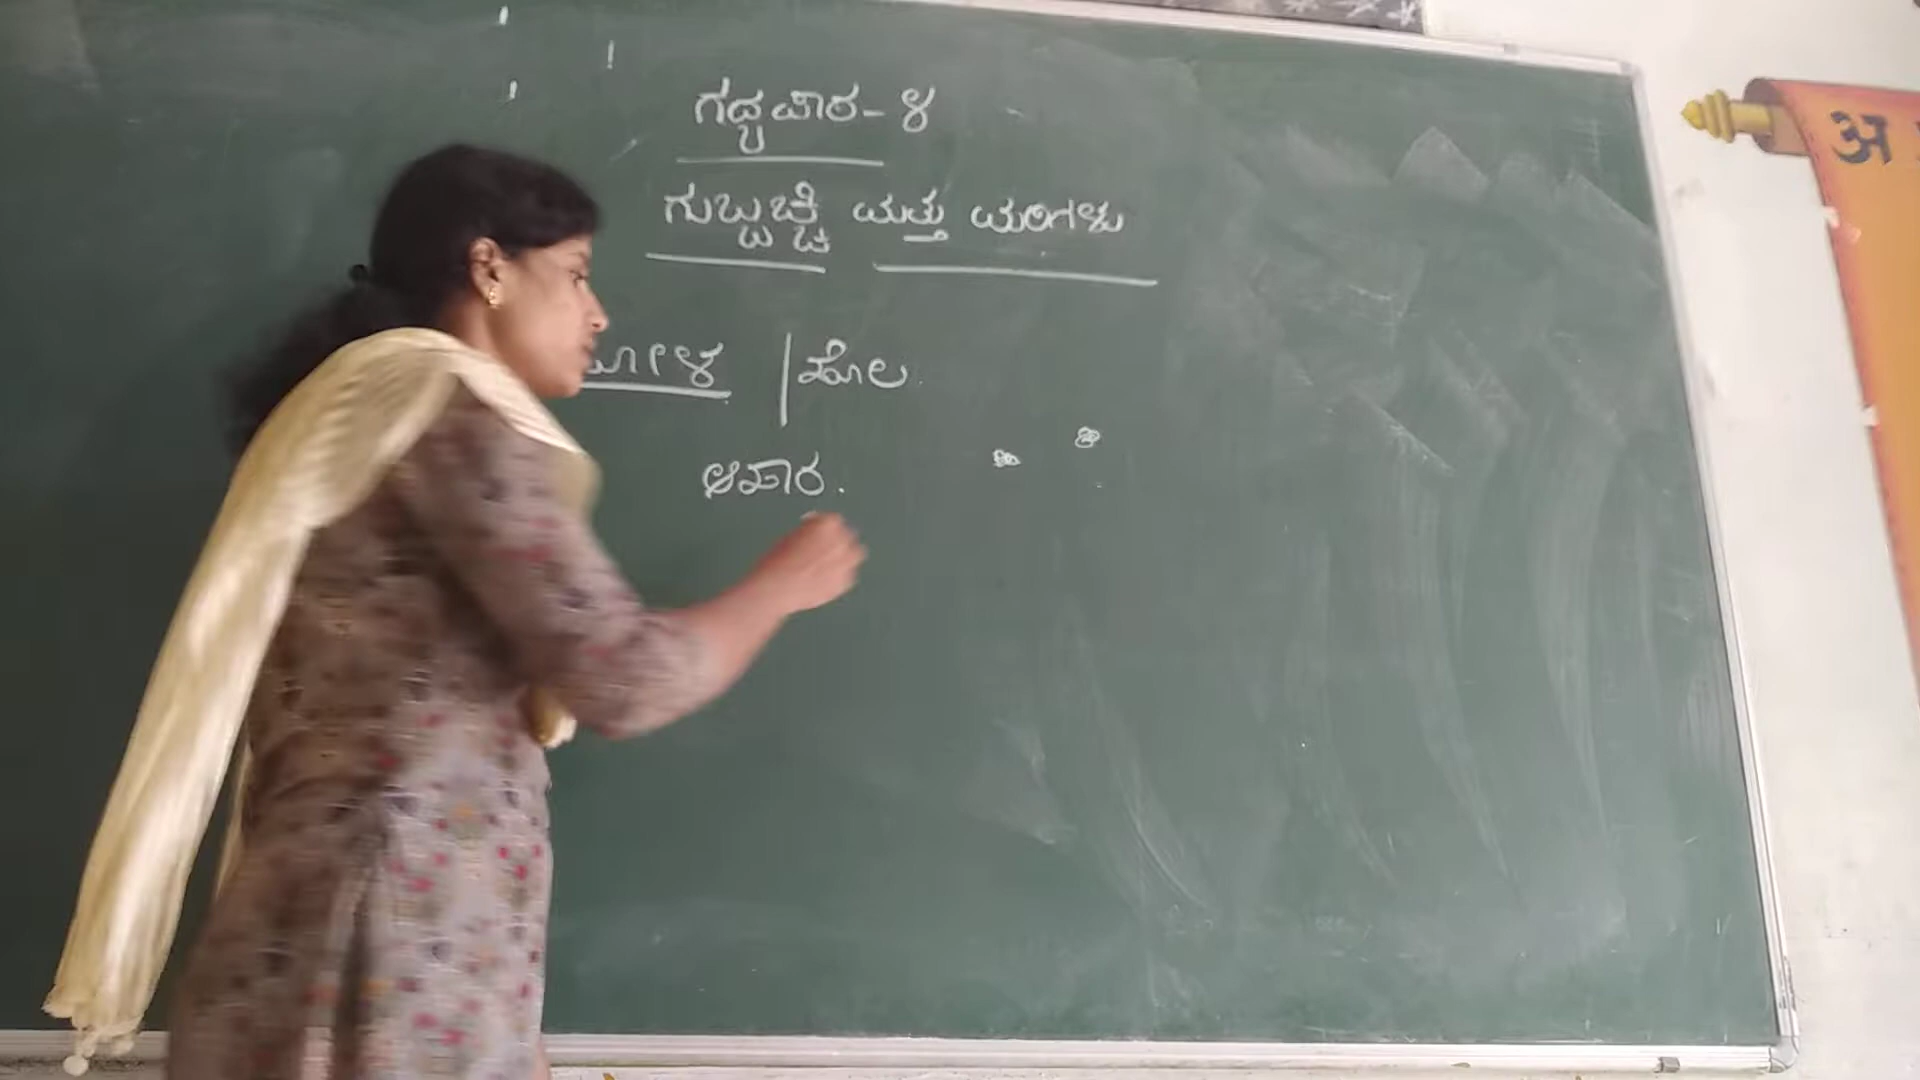 ಗದ್ಯಪಾಠ - ೪
ಗುಬ್ಬಚ್ಚಿ ಮತ್ತು ಮರಿಗಳು
ಹೊಲ
ಆಹಾರ.
अ